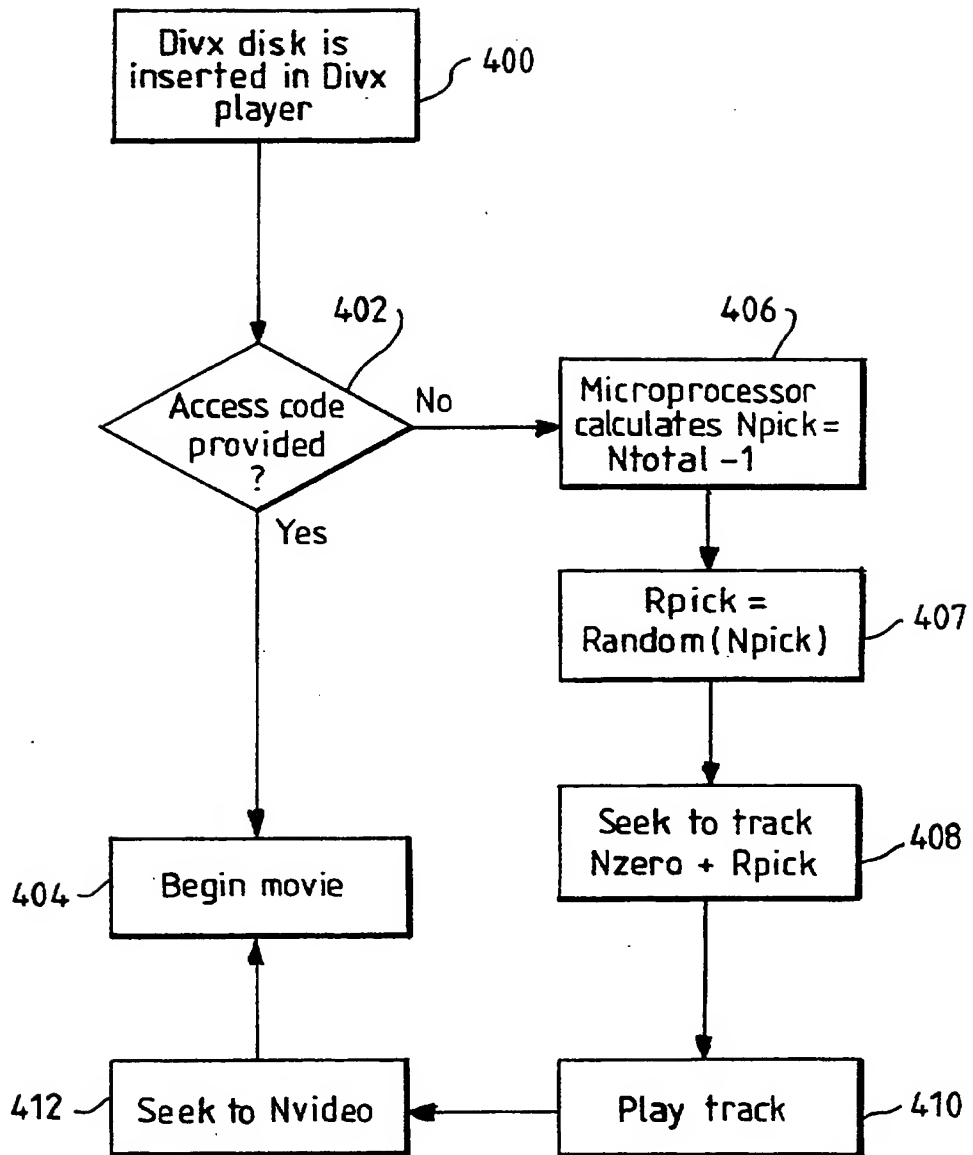 Divx disk is
inserted in Divx
player
400
402
Access code
provided
?
No
Yes
406
Microprocessor
calculates Npick =
Ntotal -1
Rpick =
Random(Npick)
407
Seek to track
Nzero + Rpick
408
404
Begin movie
412
Seek to Nvideo
Play track
410